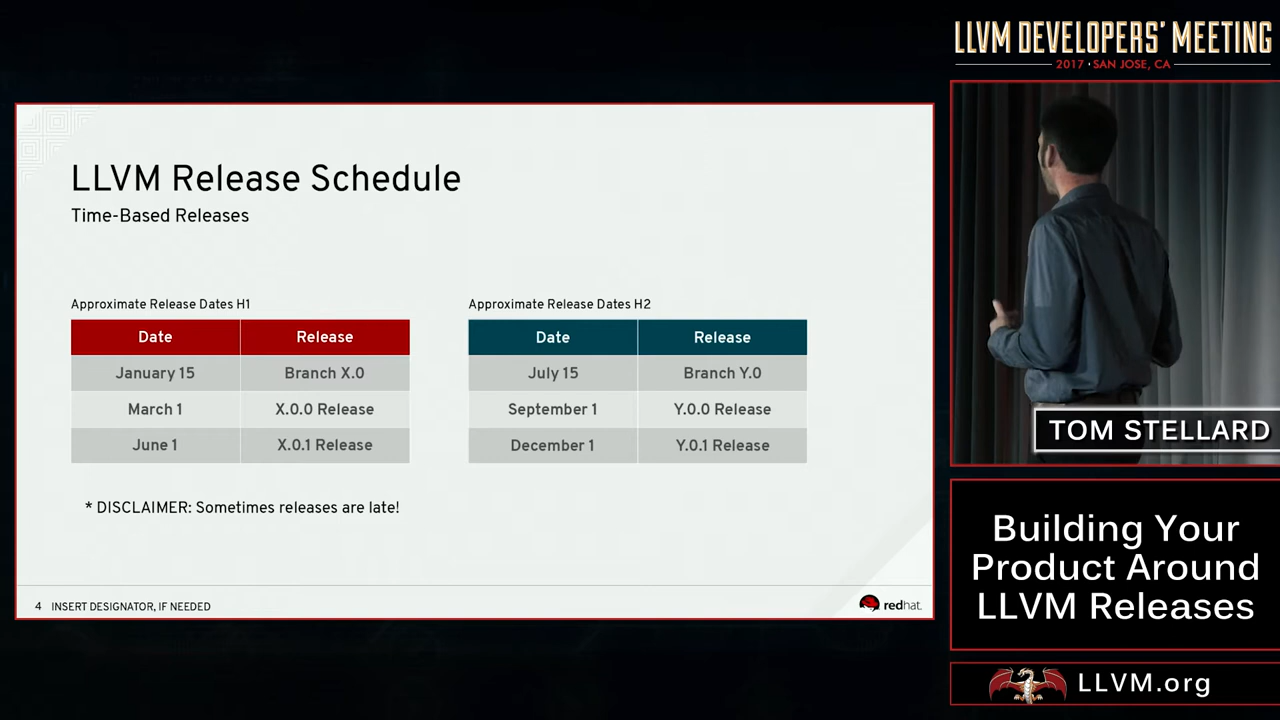 LLVM DEVELOPERS' MEETING
2017 • SAN JOSE, CA
LLVM Release Schedule
Time-Based Releases
Approximate Release Dates H1
Date Release
January 15 Branch X.0
March 1 X.0.0 Release
June 1 X.0.1 Release
Approximate Release Dates H2
Date Release
July 15 Branch Y.0
September 1 Y.0.0 Release
December 1 Y.0.1 Release
* DISCLAIMER: Sometimes releases are late!
4 INSERT DESIGNATOR, IF NEEDED
redhat.
TOM STELLARD
Building Your
Product Around
LLVM Releases
LLVM.org